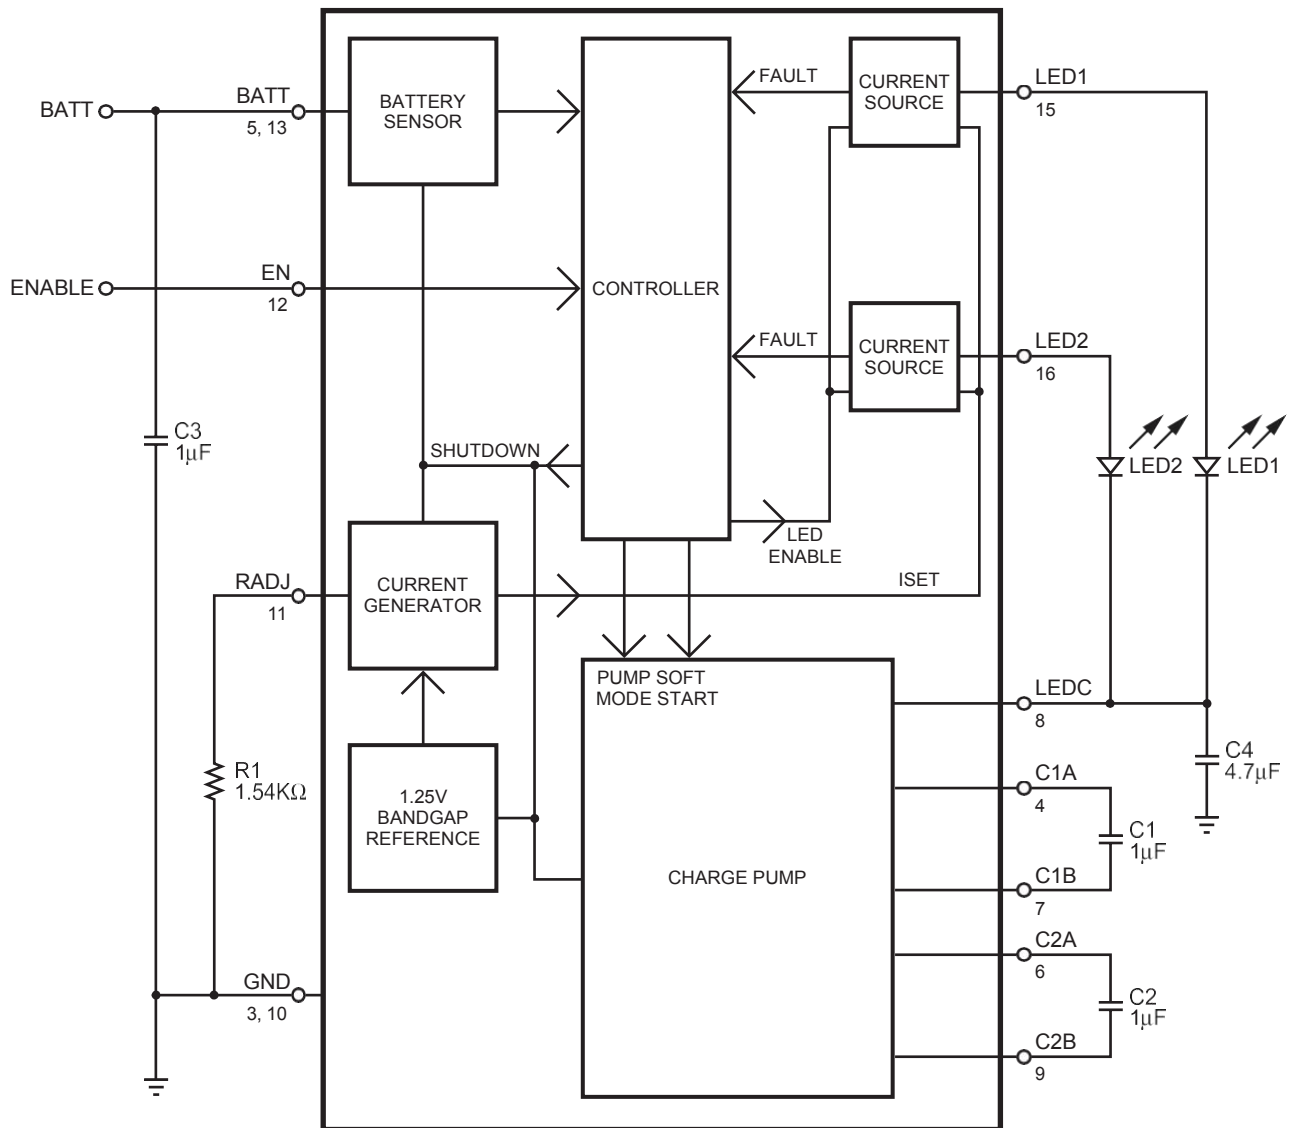 BATT
BATT
5, 13
BATTERY
SENSOR
FAULT
CURRENT
SOURCE
LED1
15
ENABLE
EN
12
CONTROLLER
FAULT
CURRENT
SOURCE
LED2
16
C3
1μF
SHUTDOWN
LED2
LED1
LED
ENABLE
RADJ
11
CURRENT
GENERATOR
ISET
PUMP SOFT
MODE START
LEDC
8
R1
1.54KΩ
1.25V
BANDGAP
REFERENCE
C4
4.7μF
C1A
4
C1
1μF
CHARGE PUMP
C1B
7
C2A
6
GND
3, 10
C2
1μF
C2B
9